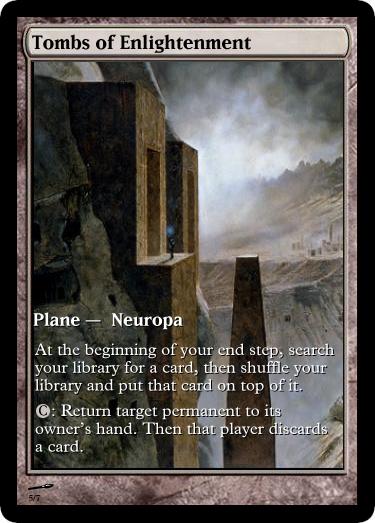 Tombs of Enlightenment
Plane — Neuropa
At the beginning of your end step, search
your library for a card, then shuffle your
library and put that card on top of it.
C: Return target permanent to its
owner's hand. Then that player discards
a card.
5/7